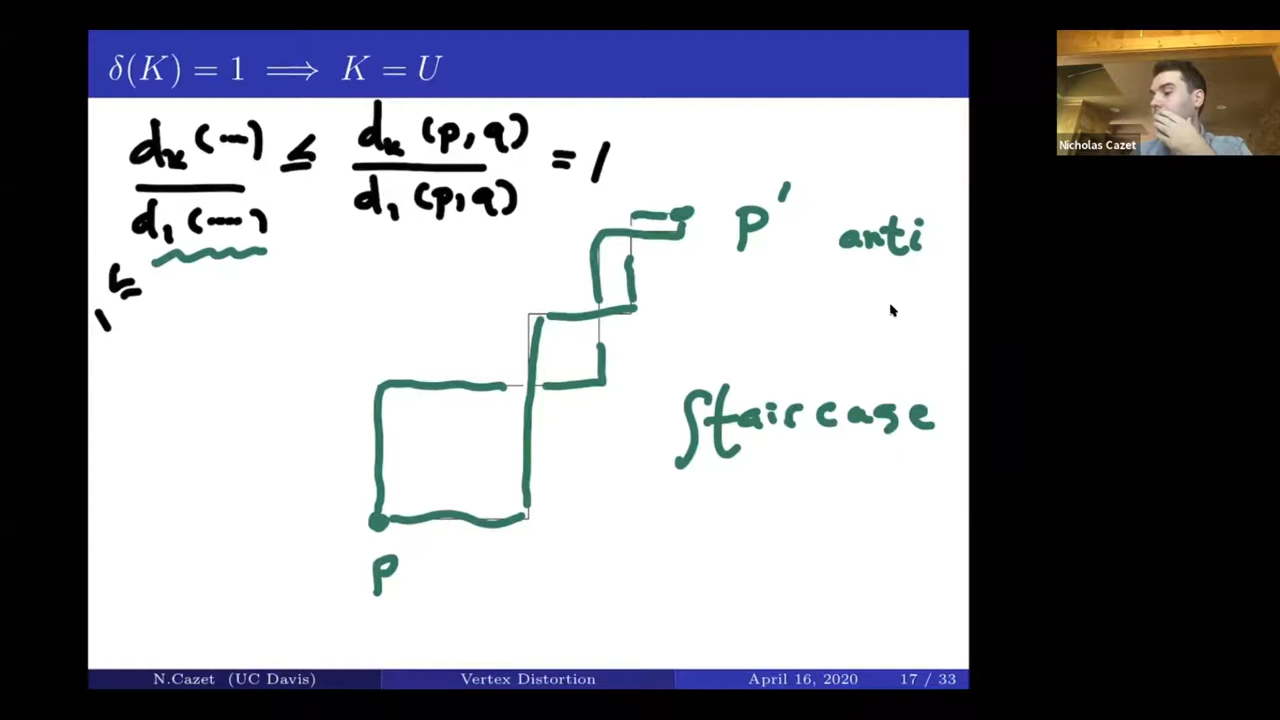 δ(K) = 1 ⟹ K = U
d_k(...) / d_1(...) ≤ d_k(p,q) / d_1(p,q) = 1
1 ≤
p' anti
Staircase
p
Nicholas Cazet
N.Cazet (UC Davis) Vertex Distortion April 16, 2020 17 / 33